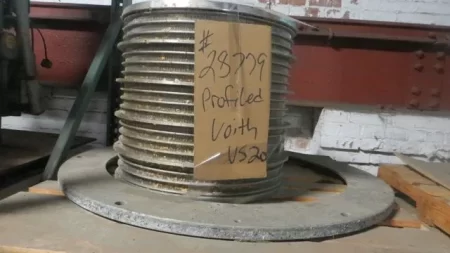 #
28779
Profiled
Voith
VS20